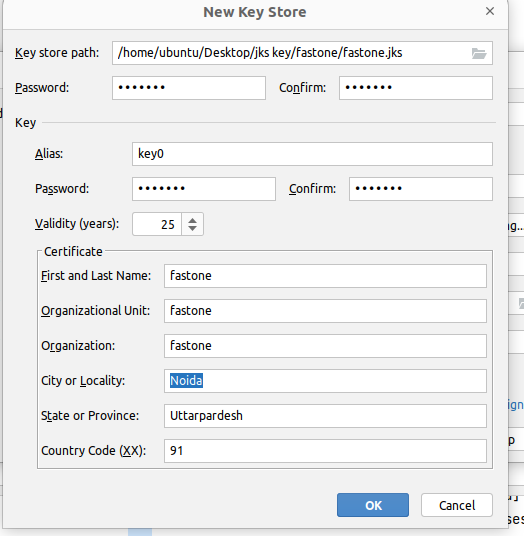 New Key Store
Key store path: /home/ubuntu/Desktop/jks key/fastone/fastone.jks
Password: ••••••• Confirm: •••••••
Key
Alias: key0
Password: ••••••• Confirm: •••••••
Validity (years): 25
Certificate
First and Last Name: fastone
Organizational Unit: fastone
Organization: fastone
City or Locality: Noida
State or Province: Uttarpardesh
Country Code (XX): 91
OK Cancel